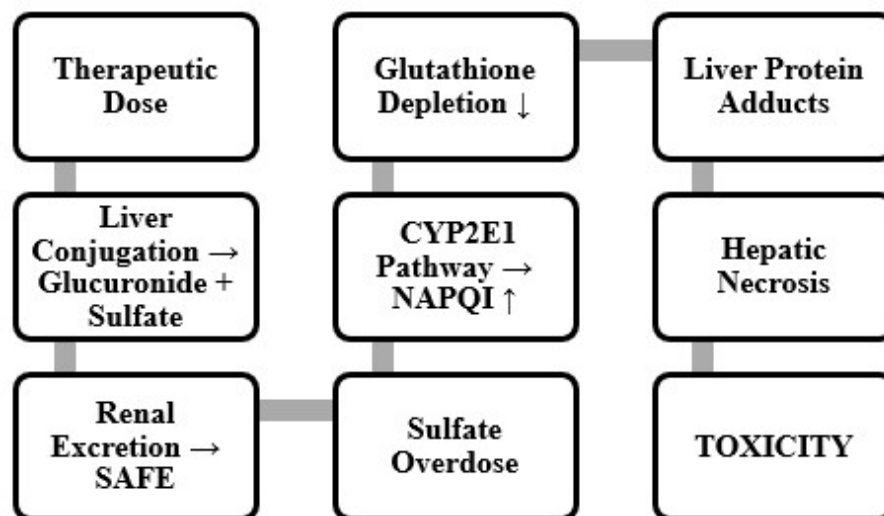 Therapeutic
Dose
Liver
Conjugation →
Glucuronide +
Sulfate
Renal
Excretion →
SAFE
Sulfate
Overdose
CYP2E1
Pathway →
NAPQI ↑
Glutathione
Depletion ↓
Liver Protein
Adducts
Hepatic
Necrosis
TOXICITY